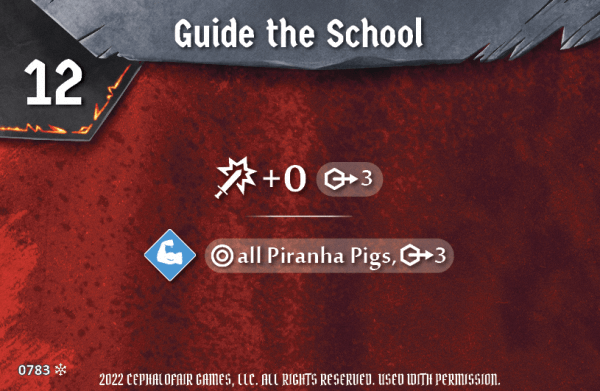 Guide the School
12
+0 3
all Piranha Pigs, 3
0783
2022 CEPHALOFAIR GAMES, LLC. ALL RIGHTS RESERVED. USED WITH PERMISSION.